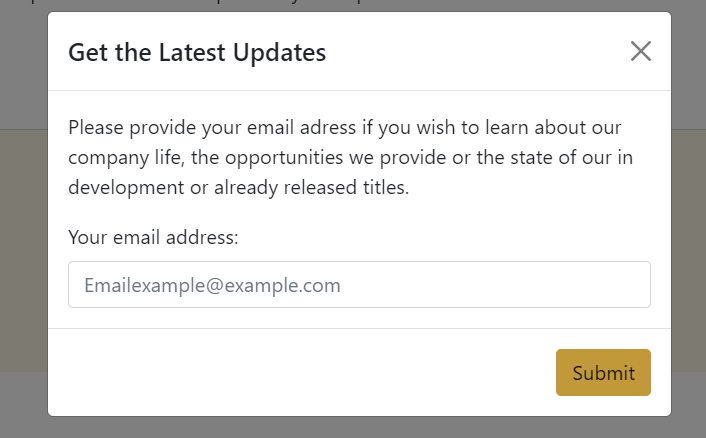 Get the Latest Updates
Please provide your email adress if you wish to learn about our
company life, the opportunities we provide or the state of our in
development or already released titles.
Your email address:
Emailexample@example.com
Submit